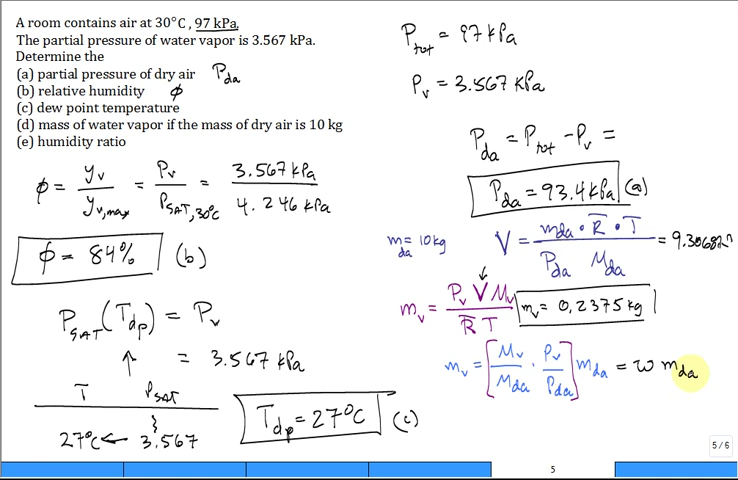 A room contains air at 30°C, 97 kPa.
The partial pressure of water vapor is 3.567 kPa.
Determine the
(a) partial pressure of dry air P_da
(b) relative humidity ϕ
(c) dew point temperature
(d) mass of water vapor if the mass of dry air is 10 kg
(e) humidity ratio
ϕ = y_v / y_v,max = P_v / P_SAT,30°C = 3.567 kPa / 4.246 kPa
ϕ = 84% (b)
P_SAT (T_dp) = P_v
↑ = 3.567 kPa
T P_SAT
27°C ← 3.567
T_dp = 27°C (c)
P_tot = 97 kPa
P_v = 3.567 kPa
P_da = P_tot - P_v =
P_da = 93.4 kPa (a)
m_da = 10 kg V = m_da · R̅ · T / P_da M_da =
m_v = P_v V M_v / R̅ T m_v = 0,2375 kg
m_v = [M_v / M_da · P_v / P_da] m_da = ω m_da
5
5 / 6